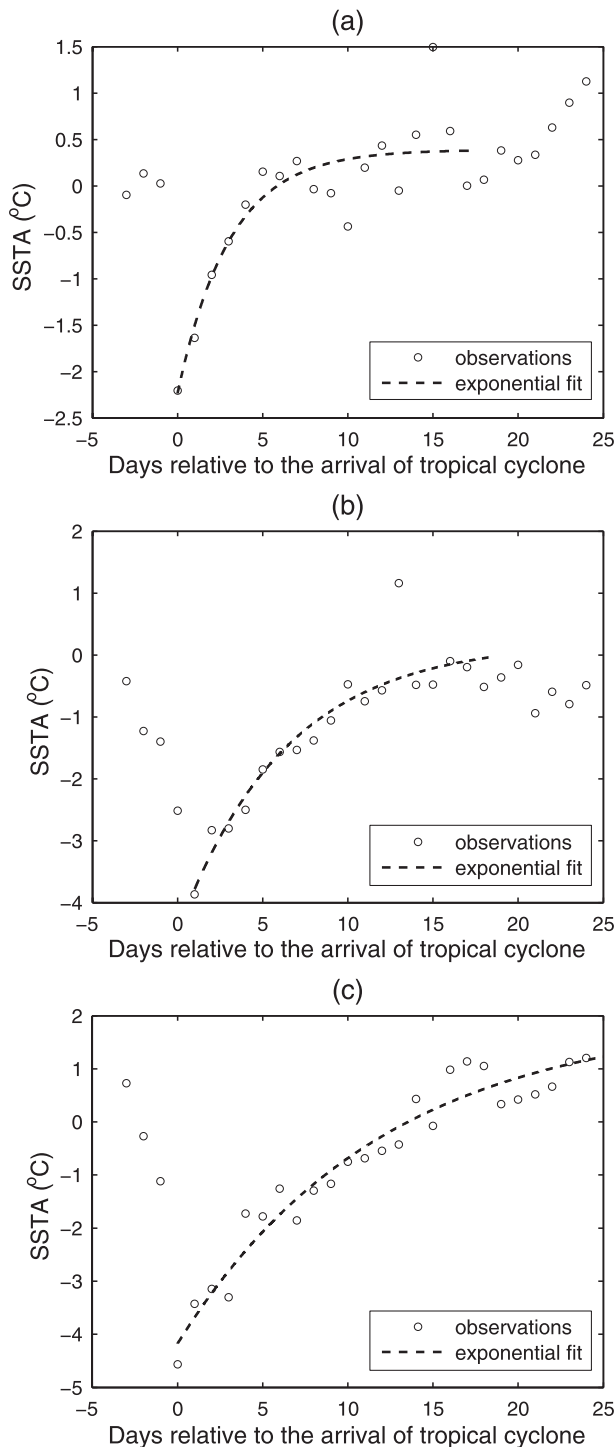 (a)
1.5
1
0.5
0
−0.5
−1
−1.5
−2
−2.5
SSTA (ºC)
observations
exponential fit
−5 0 5 10 15 20 25
Days relative to the arrival of tropical cyclone
(b)
2
1
0
−1
−2
−3
−4
SSTA (ºC)
observations
exponential fit
−5 0 5 10 15 20 25
Days relative to the arrival of tropical cyclone
(c)
2
1
0
−1
−2
−3
−4
−5
SSTA (ºC)
observations
exponential fit
−5 0 5 10 15 20 25
Days relative to the arrival of tropical cyclone